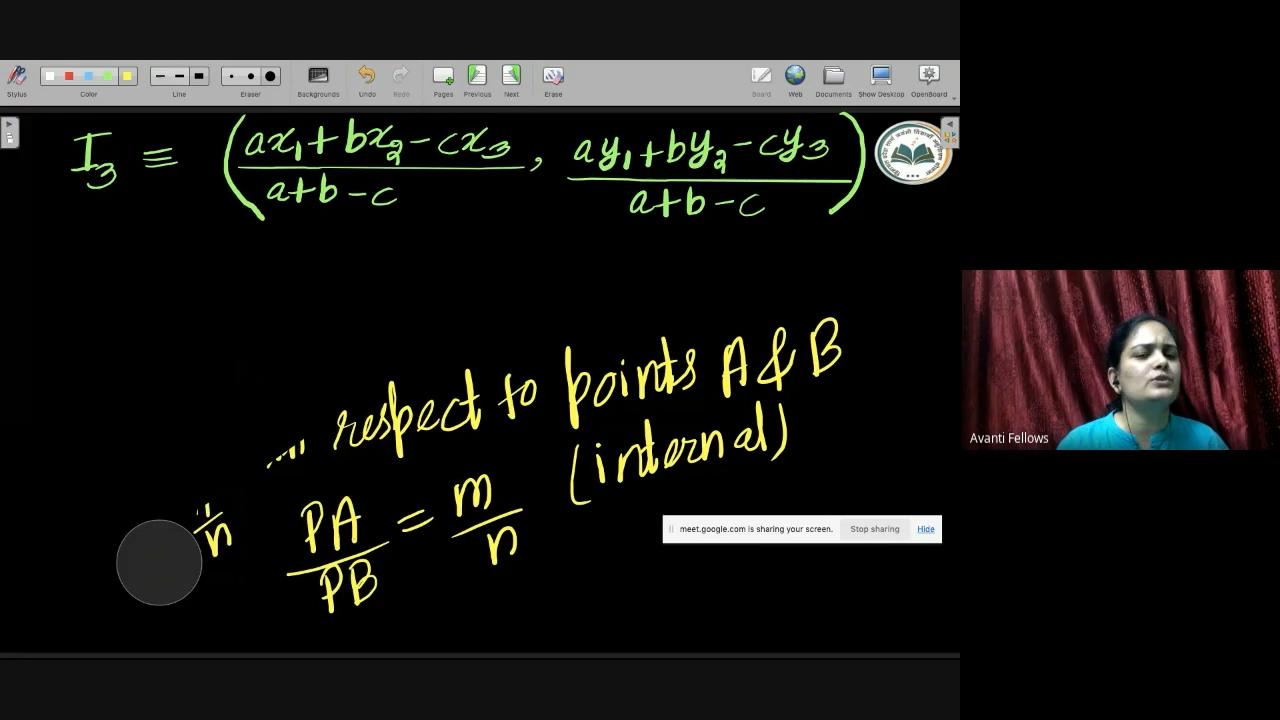 Stylus Color Line Eraser Backgrounds Undo Redo Pages Previous Next Erase Board Web Documents Show Desktop OpenBoard
I₃ ≡ ( (ax₁ + bx₂ - cx₃)/(a+b-c) , (ay₁ + by₂ - cy₃)/(a+b-c) )
.... respect to points A & B
(internal)
PA/PB = m/n
n
meet.google.com is sharing your screen. Stop sharing Hide
Avanti Fellows